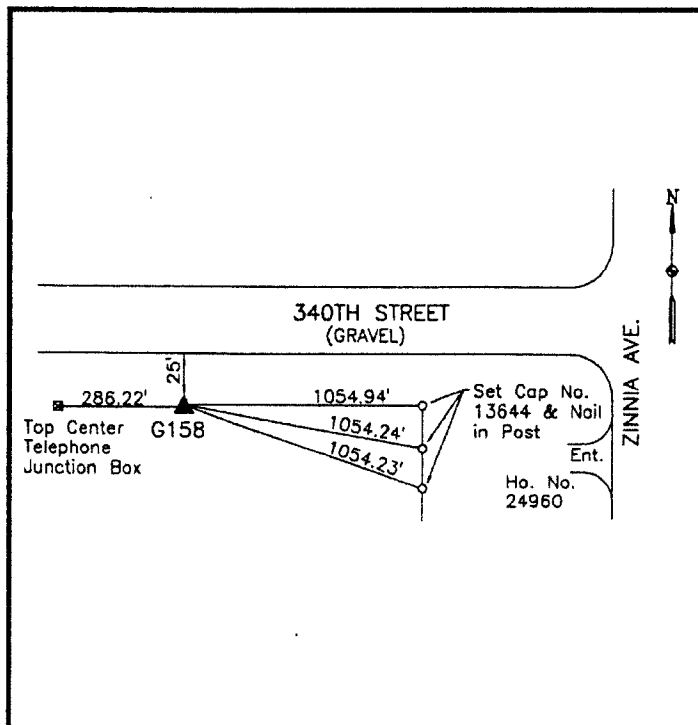 N
340TH STREET
(GRAVEL)
ZINNIA AVE.
25'
286.22'
1054.94'
G158
1054.24'
1054.23'
Top Center
Telephone
Junction Box
Set Cap No.
13644 & Nail
in Post
Ent.
Ho. No.
24960